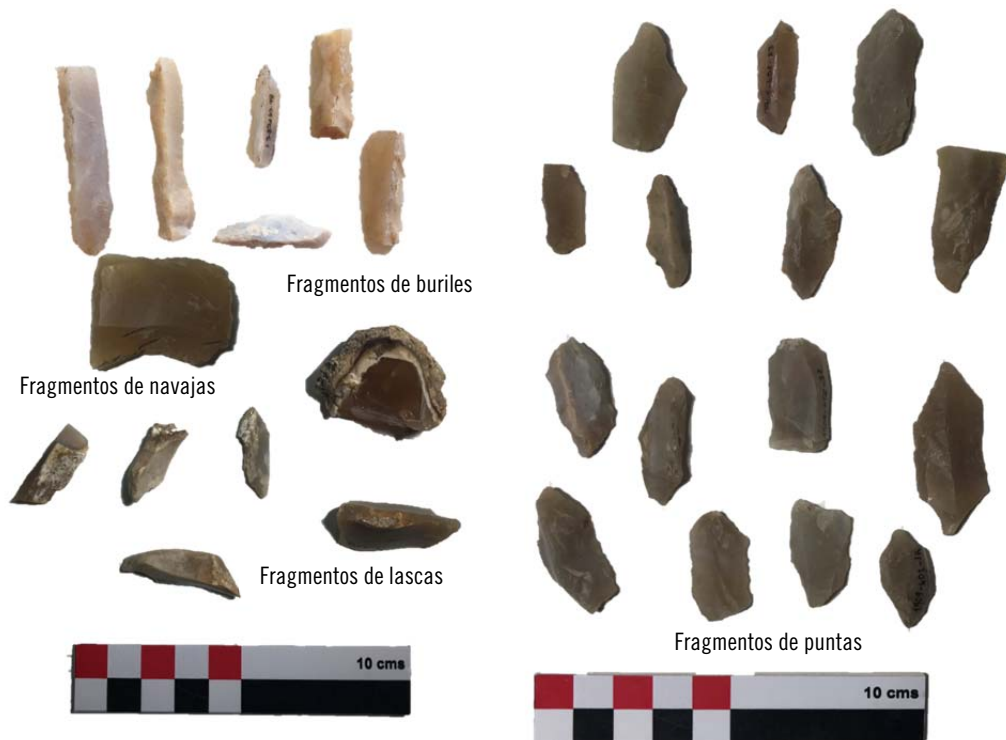 Fragmentos de buriles
Fragmentos de navajas
Fragmentos de lascas
10 cms
Fragmentos de puntas
10 cms